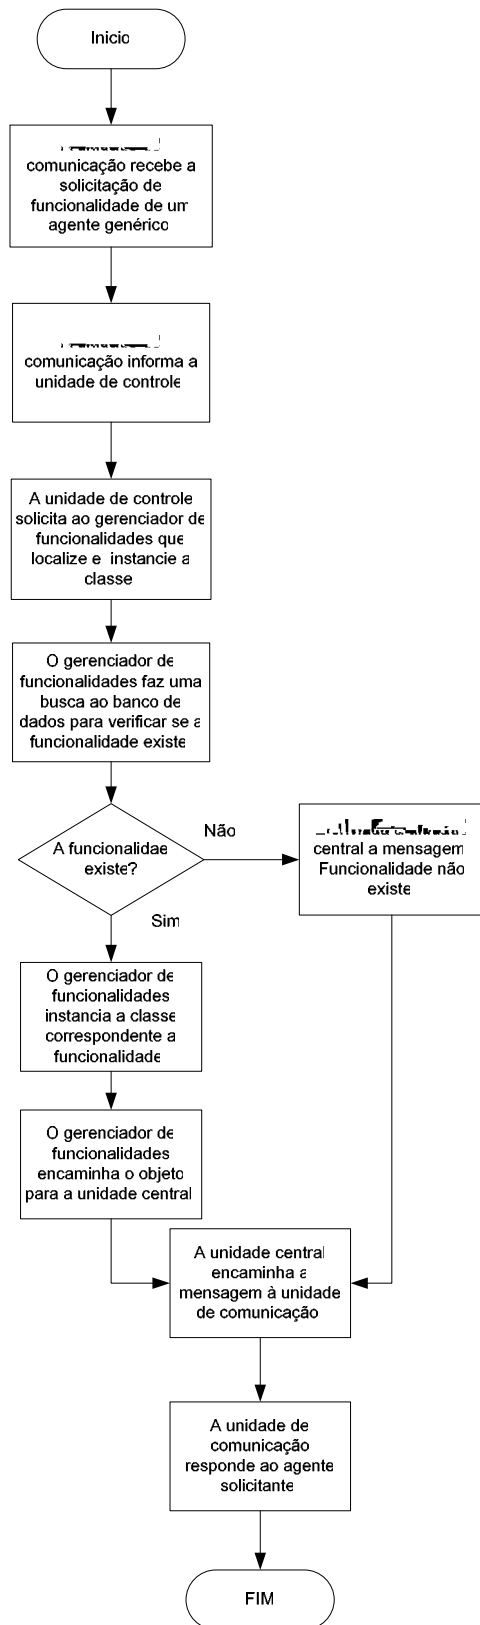 Inicio
comunicação recebe a
solicitação de
funcionalidade de um
agente genérico
comunicação informa a
unidade de controle
A unidade de controle
solicita ao gerenciador de
funcionalidades que
localize e instancie a
classe
O gerenciador de
funcionalidades faz uma
busca ao banco de
dados para verificar se a
funcionalidade existe
A funcionalidae
existe?
Não
central a mensagem
Funcionalidade não
existe
Sim
O gerenciador de
funcionalidades
instancia a classe
correspondente a
funcionalidade
O gerenciador de
funcionalidades
encaminha o objeto
para a unidade central
A unidade central
encaminha a
mensagem à unidade
de comunicação
A unidade de
comunicação
responde ao agente
solicitante
FIM